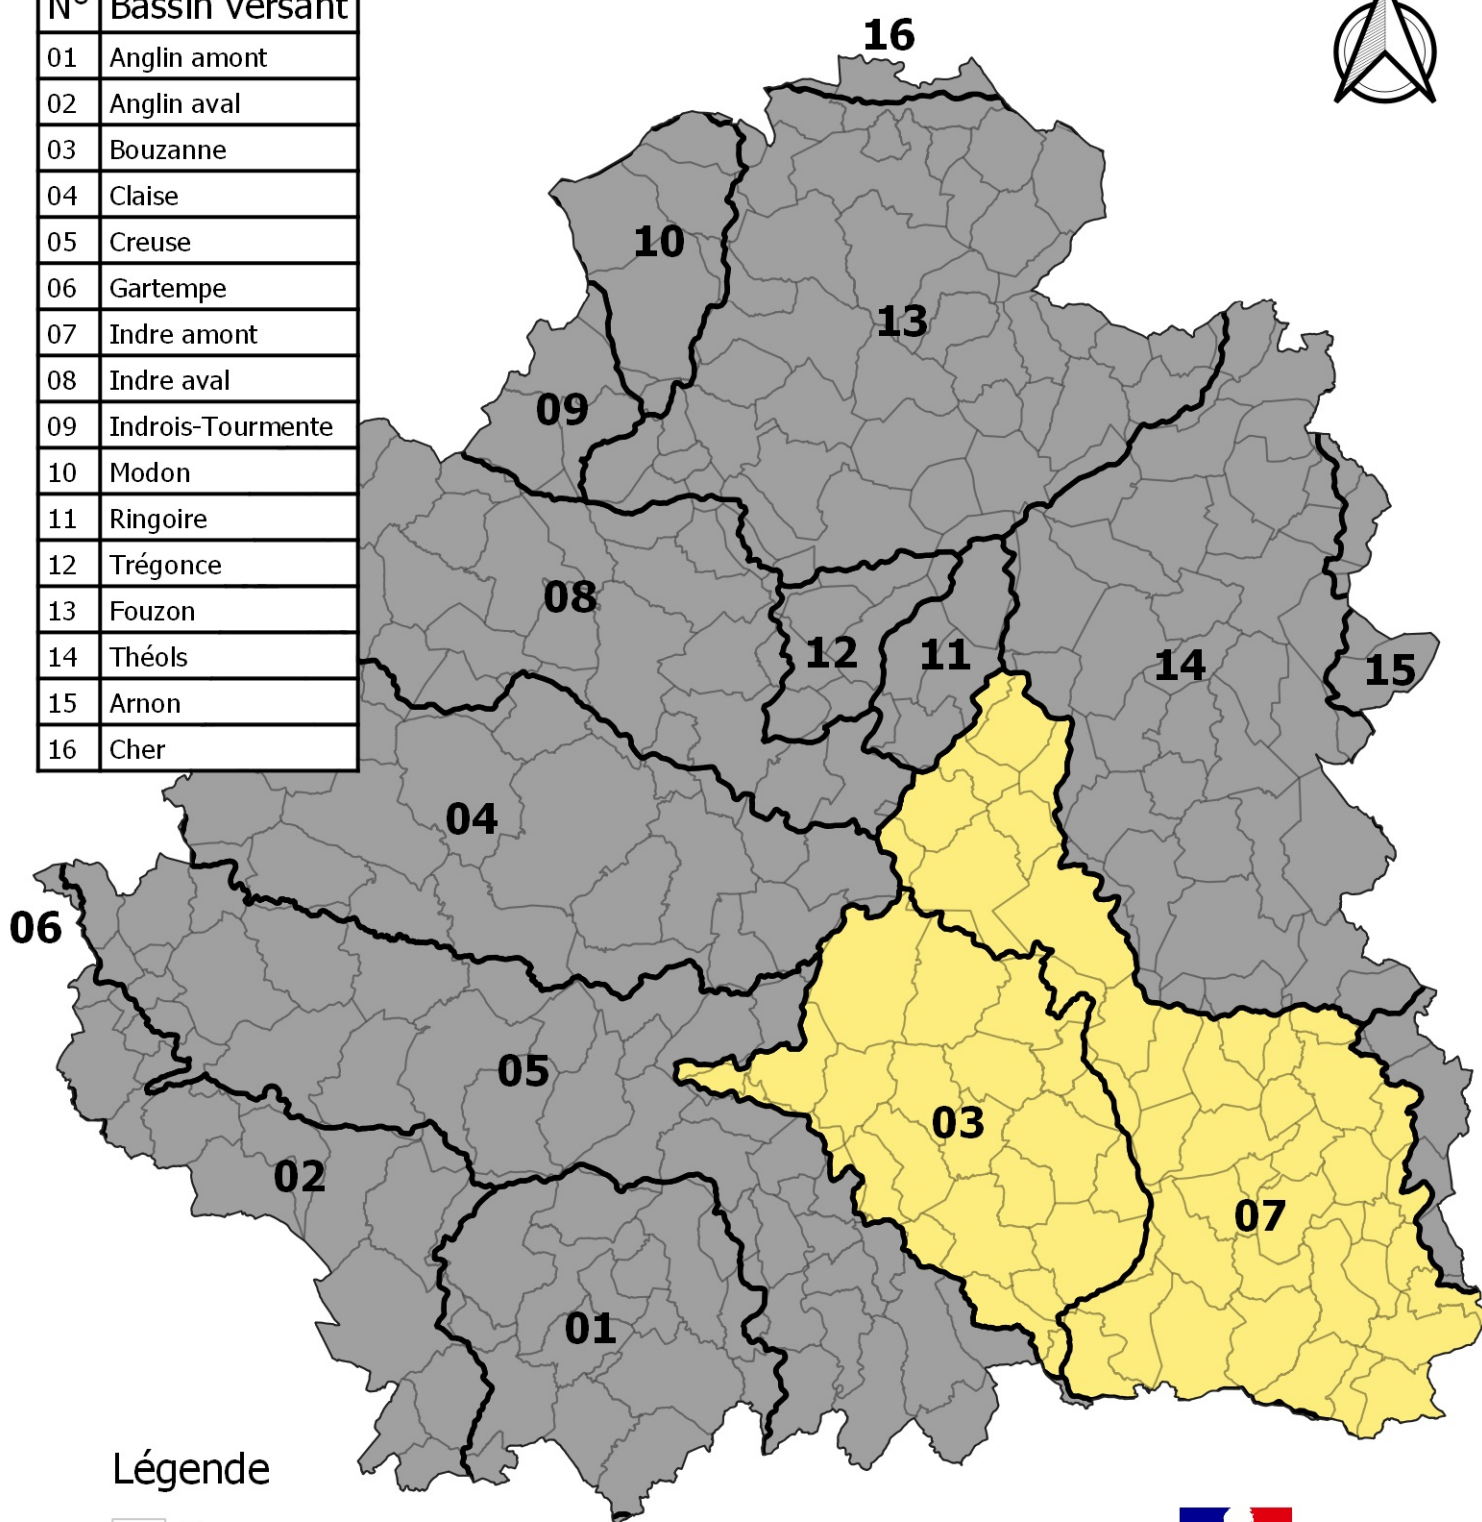 N° Bassin Versant
01 Anglin amont
02 Anglin aval
03 Bouzanne
04 Claise
05 Creuse
06 Gartempe
07 Indre amont
08 Indre aval
09 Indrois-Tourmente
10 Modon
11 Ringoire
12 Trégonce
13 Fouzon
14 Théols
15 Arnon
16 Cher
16
10
13
09
08
12
11
14
15
04
06
05
03
02
07
01
Légende